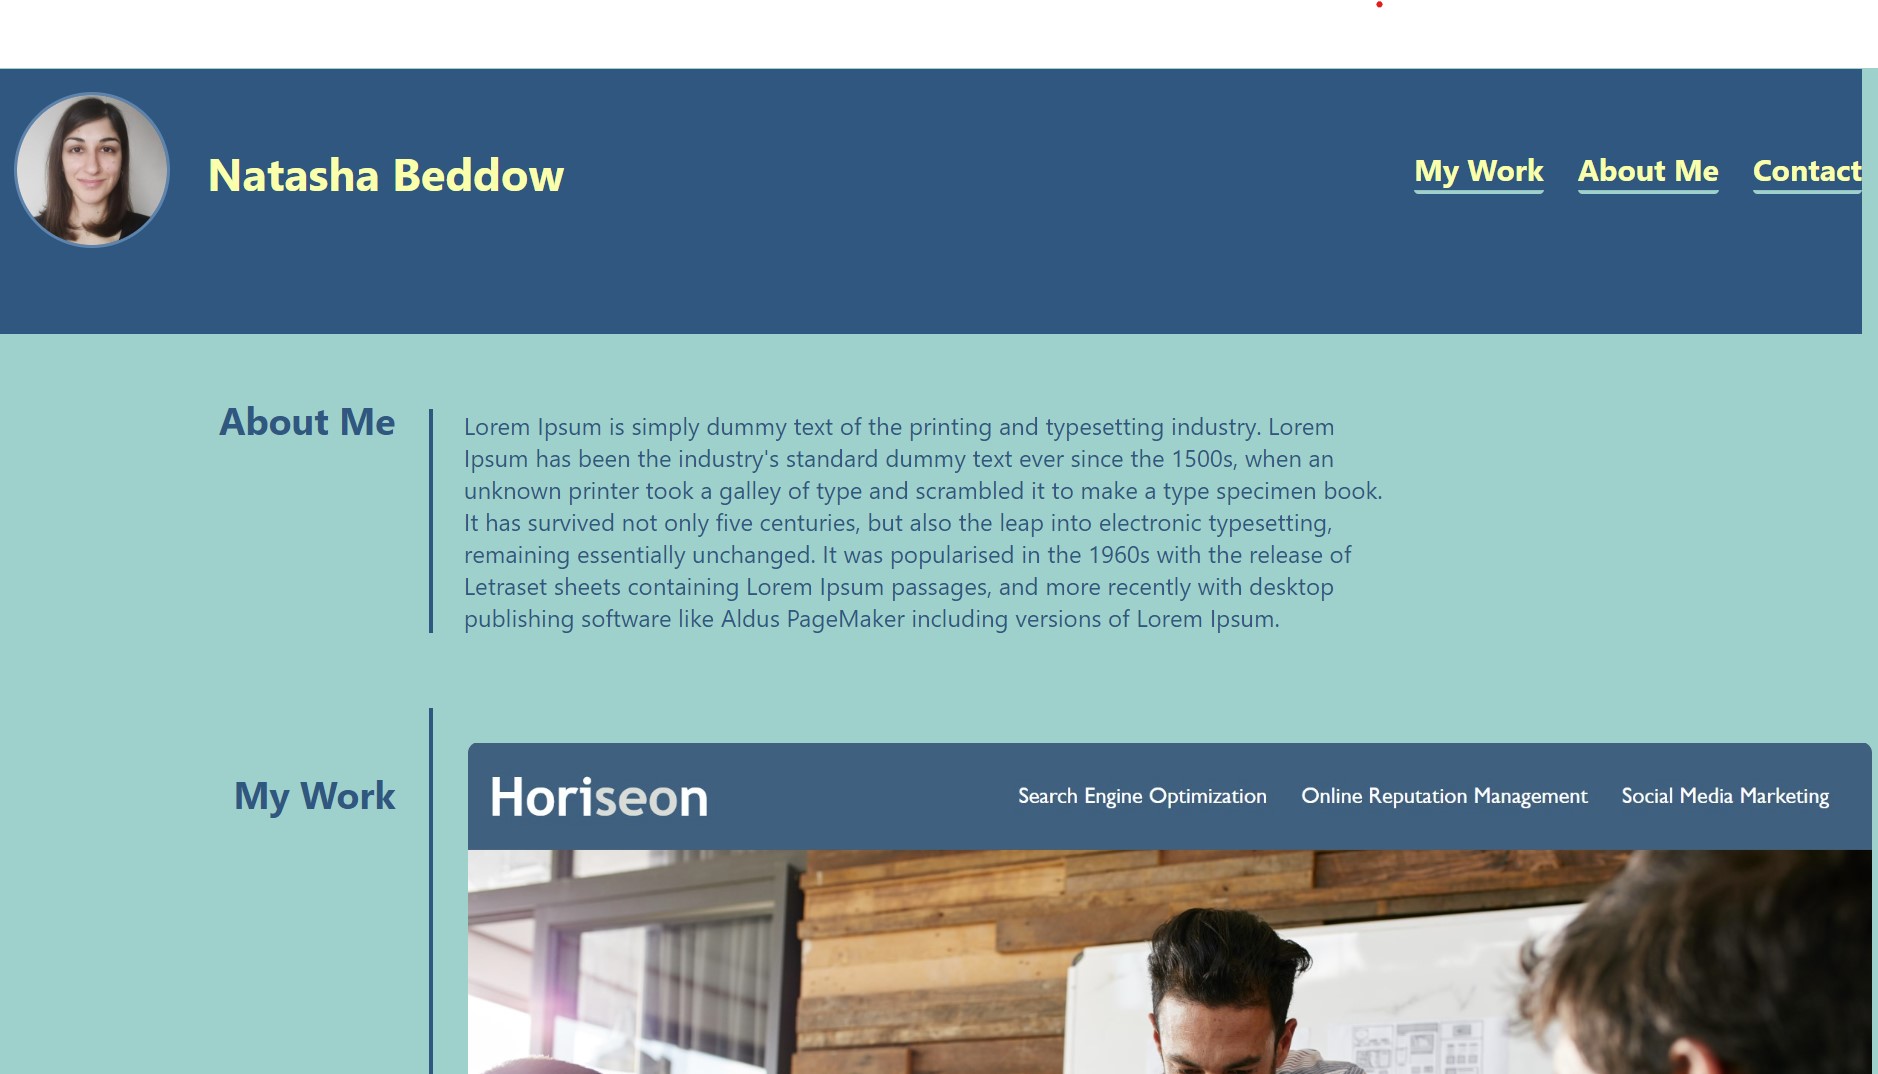 Natasha Beddow
My Work About Me Contact
About Me
Lorem Ipsum is simply dummy text of the printing and typesetting industry. Lorem
Ipsum has been the industry's standard dummy text ever since the 1500s, when an
unknown printer took a galley of type and scrambled it to make a type specimen book.
It has survived not only five centuries, but also the leap into electronic typesetting,
remaining essentially unchanged. It was popularised in the 1960s with the release of
Letraset sheets containing Lorem Ipsum passages, and more recently with desktop
publishing software like Aldus PageMaker including versions of Lorem Ipsum.
My Work
Horiseon
Search Engine Optimization Online Reputation Management Social Media Marketing